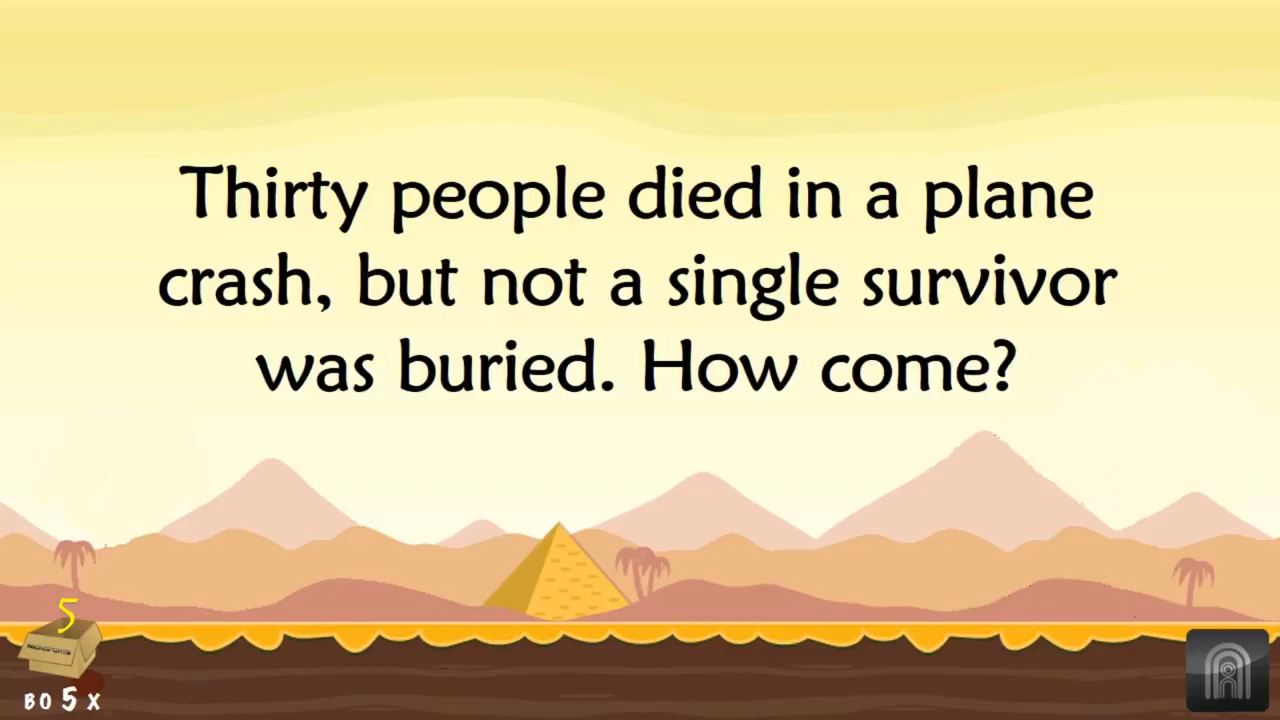 Thirty people died in a plane
crash, but not a single survivor
was buried. How come?
5
BO 5 X